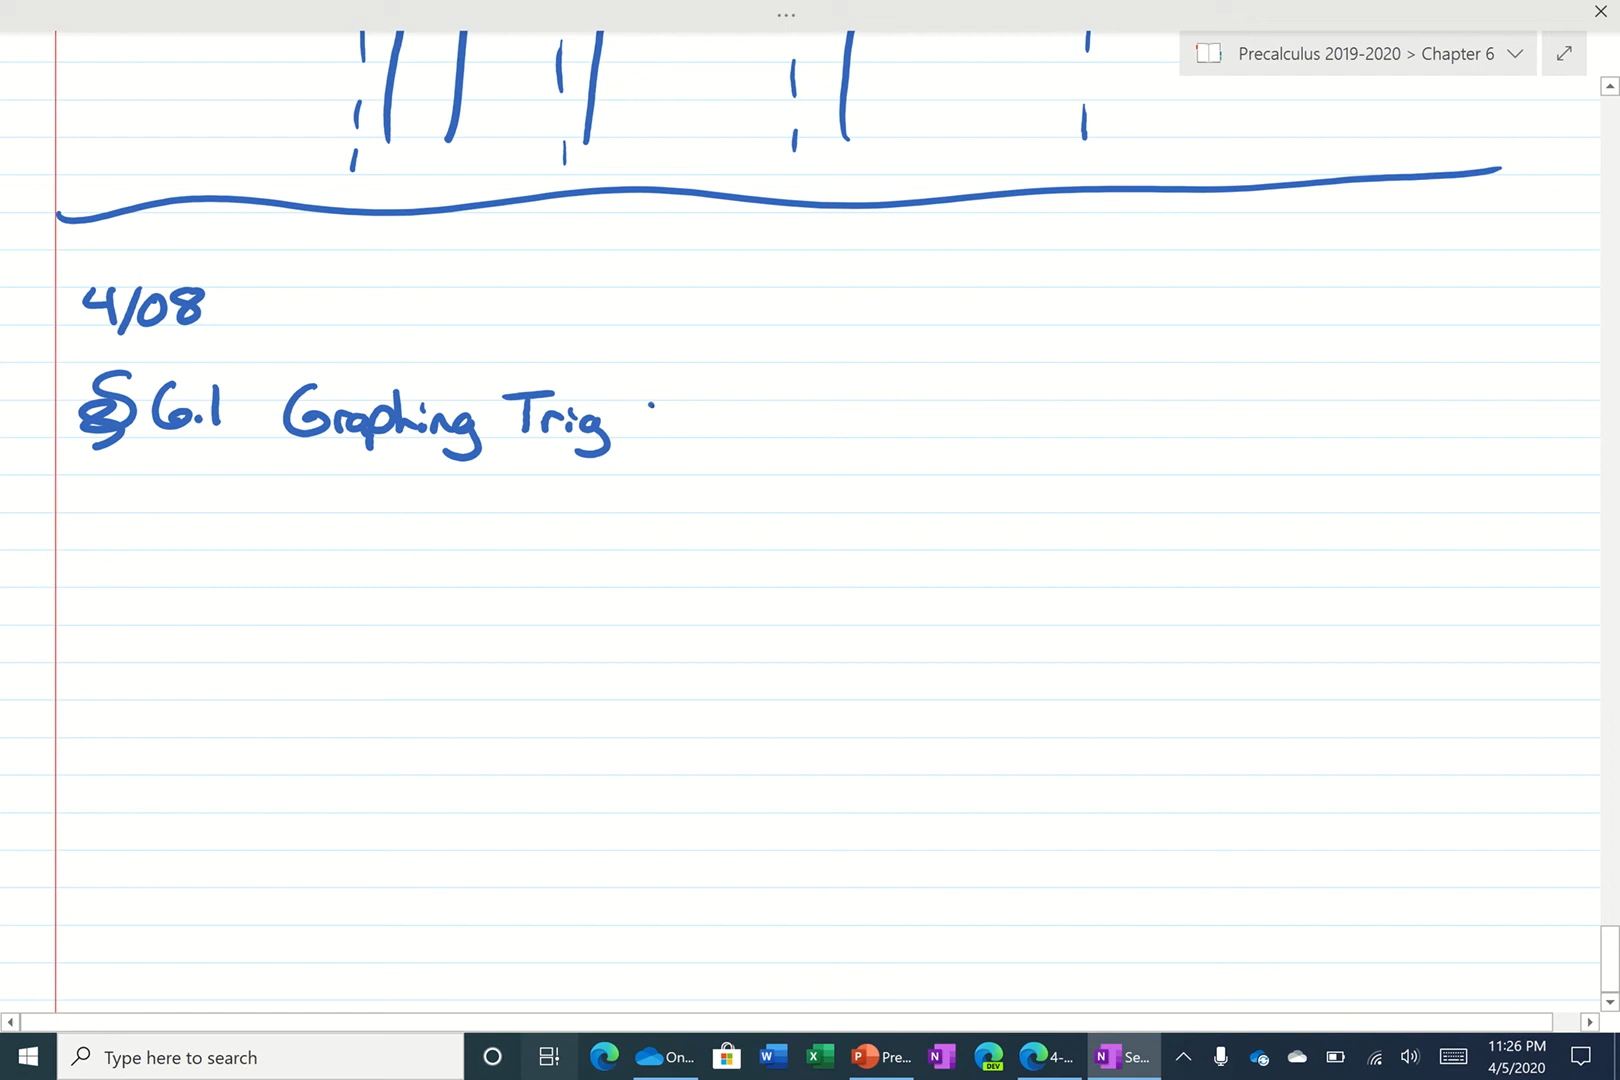 Precalculus 2019-2020 > Chapter 6
4/08
§ 6.1 Graphing Trig
Type here to search
On...
Pre...
DEV
4-...
Se...
11:26 PM
4/5/2020